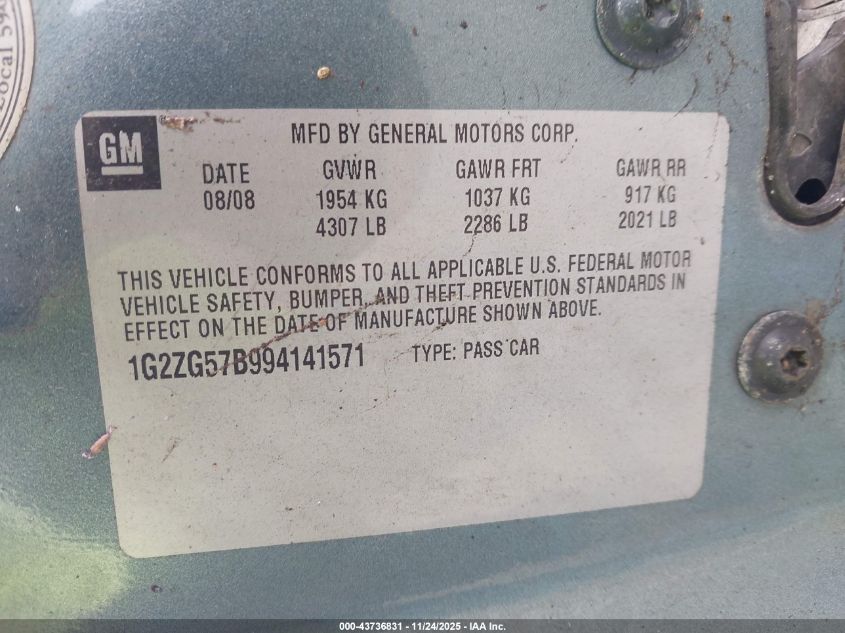 Local 59
GM
MFD BY GENERAL MOTORS CORP.
DATE GVWR GAWR FRT GAWR RR
08/08 1954 KG 1037 KG 917 KG
4307 LB 2286 LB 2021 LB
THIS VEHICLE CONFORMS TO ALL APPLICABLE U.S. FEDERAL MOTOR
VEHICLE SAFETY, BUMPER, AND THEFT PREVENTION STANDARDS IN
EFFECT ON THE DATE OF MANUFACTURE SHOWN ABOVE.
1G2ZG57B994141571 TYPE: PASS CAR
000-43736831 - 11/24/2025 - IAA Inc.